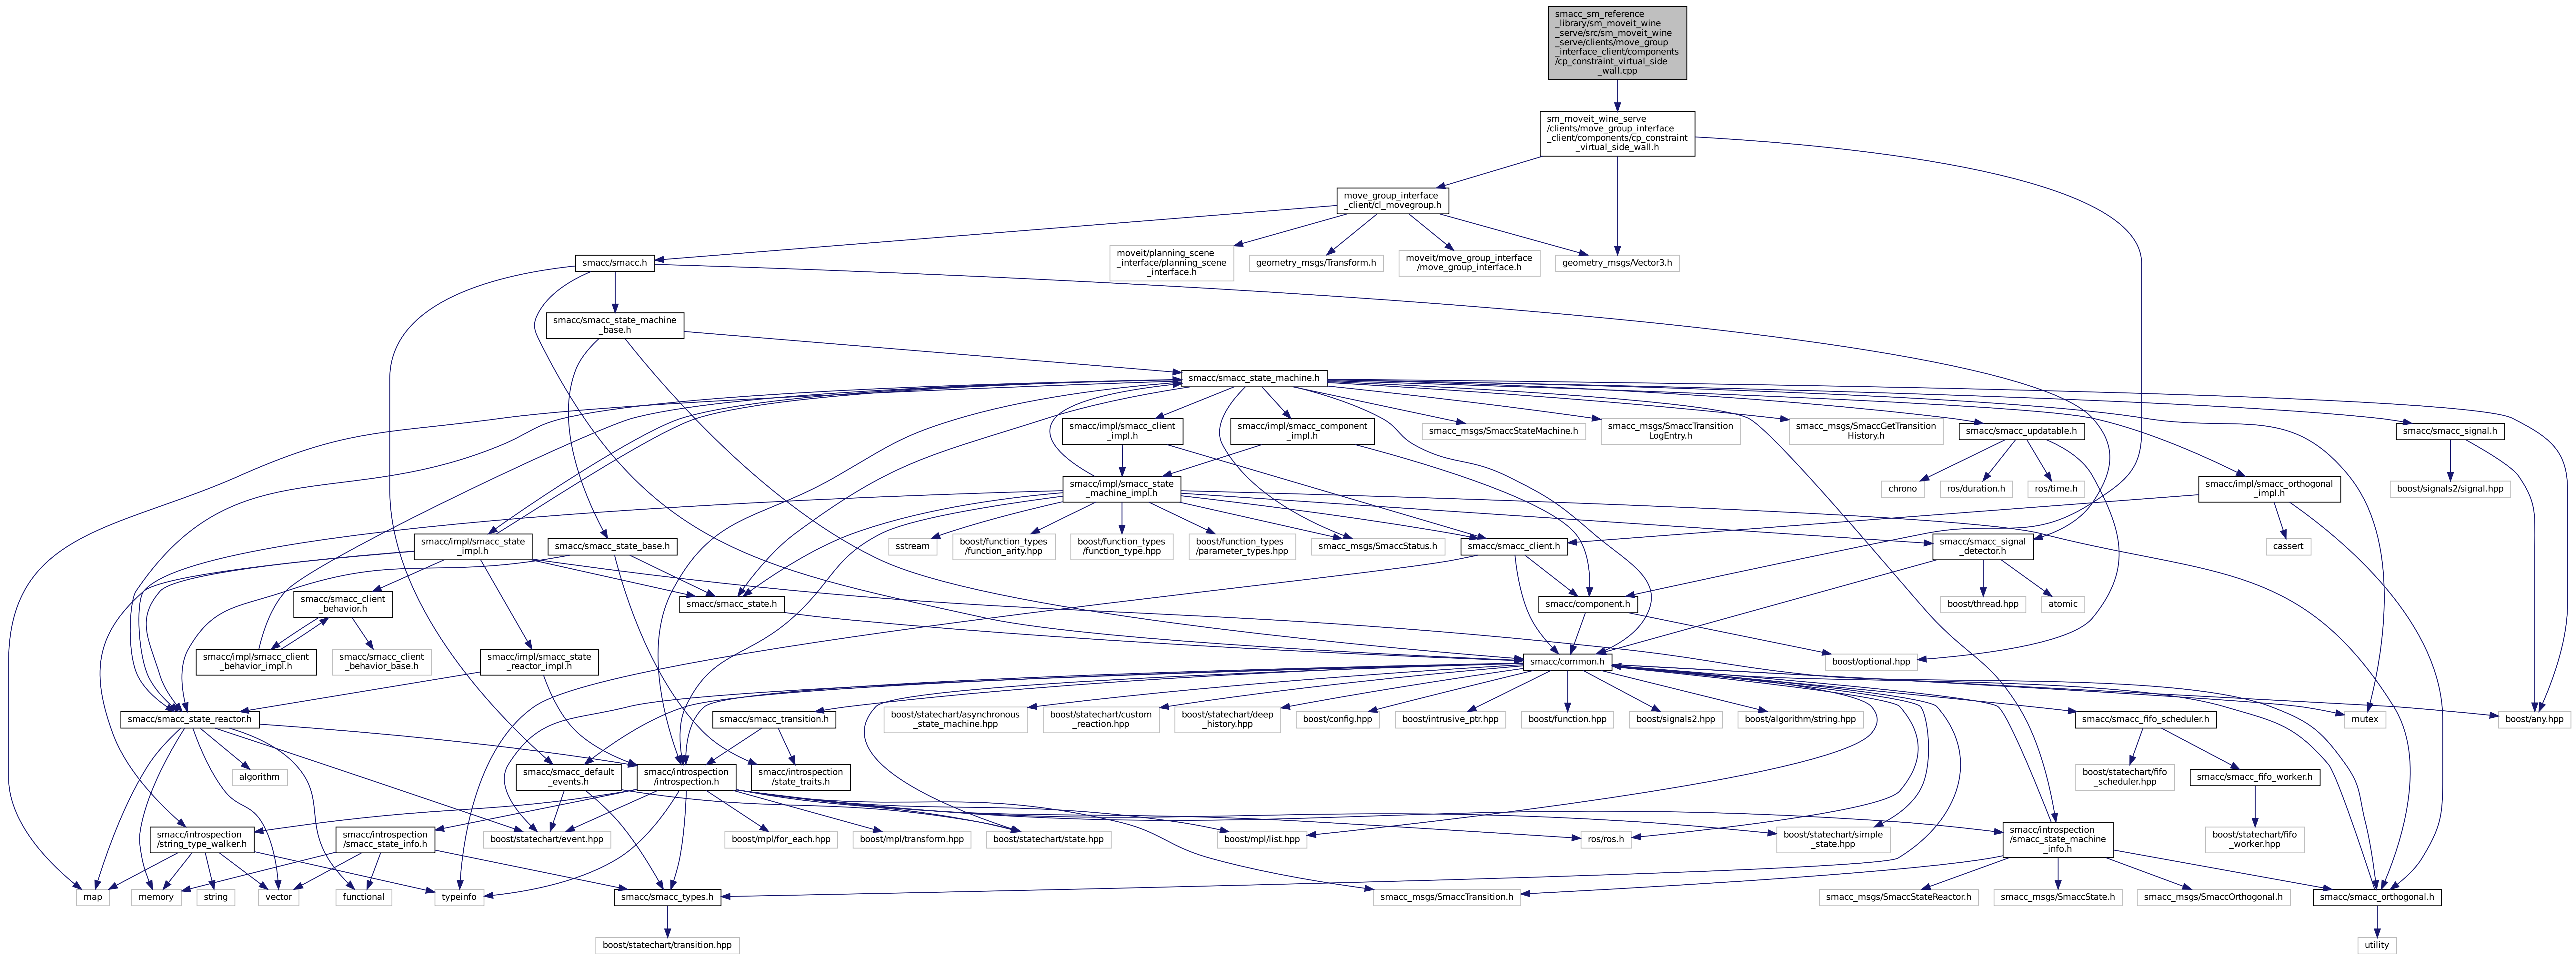 smacc_sm_reference
_library/sm_moveit_wine
_serve/src/sm_moveit_wine
_serve/clients/move_group
_interface_client/components
/cp_constraint_virtual_side
_wall.cpp
sm_moveit_wine_serve
/clients/move_group_interface
_client/components/cp_constraint
_virtual_side_wall.h
move_group_interface
_client/cl_movegroup.h
smacc/smacc.h
moveit/planning_scene
_interface/planning_scene
_interface.h
geometry_msgs/Transform.h
moveit/move_group_interface
/move_group_interface.h
geometry_msgs/Vector3.h
smacc/smacc_state_machine
_base.h
smacc/smacc_state_machine.h
smacc/impl/smacc_client
_impl.h
smacc/impl/smacc_component
_impl.h
smacc_msgs/SmaccStateMachine.h
smacc_msgs/SmaccTransition
LogEntry.h
smacc_msgs/SmaccGetTransition
History.h
smacc/smacc_updatable.h
smacc/smacc_signal.h
smacc/impl/smacc_state
_machine_impl.h
chrono
ros/duration.h
ros/time.h
smacc/impl/smacc_orthogonal
_impl.h
boost/signals2/signal.hpp
smacc/impl/smacc_state
_impl.h
smacc/smacc_state_base.h
sstream
boost/function_types
/function_arity.hpp
boost/function_types
/function_type.hpp
boost/function_types
/parameter_types.hpp
smacc_msgs/SmaccStatus.h
smacc/smacc_client.h
smacc/smacc_signal
_detector.h
cassert
smacc/smacc_client
_behavior.h
smacc/smacc_state.h
smacc/component.h
boost/thread.hpp
atomic
smacc/impl/smacc_client
_behavior_impl.h
smacc/smacc_client
_behavior_base.h
smacc/impl/smacc_state
_reactor_impl.h
smacc/common.h
boost/optional.hpp
smacc/smacc_state_reactor.h
smacc/smacc_transition.h
boost/statechart/asynchronous
_state_machine.hpp
boost/statechart/custom
_reaction.hpp
boost/statechart/deep
_history.hpp
boost/config.hpp
boost/intrusive_ptr.hpp
boost/function.hpp
boost/signals2.hpp
boost/algorithm/string.hpp
smacc/smacc_fifo_scheduler.h
mutex
boost/any.hpp
algorithm
smacc/smacc_default
_events.h
smacc/introspection
/introspection.h
smacc/introspection
/state_traits.h
boost/statechart/fifo
_scheduler.hpp
smacc/smacc_fifo_worker.h
smacc/introspection
/string_type_walker.h
smacc/introspection
/smacc_state_info.h
boost/statechart/event.hpp
boost/mpl/for_each.hpp
boost/mpl/transform.hpp
boost/statechart/state.hpp
boost/mpl/list.hpp
ros/ros.h
boost/statechart/simple
_state.hpp
smacc/introspection
/smacc_state_machine
_info.h
boost/statechart/fifo
_worker.hpp
map
memory
string
vector
functional
typeinfo
smacc/smacc_types.h
smacc_msgs/SmaccTransition.h
smacc_msgs/SmaccStateReactor.h
smacc_msgs/SmaccState.h
smacc_msgs/SmaccOrthogonal.h
smacc/smacc_orthogonal.h
boost/statechart/transition.hpp
utility